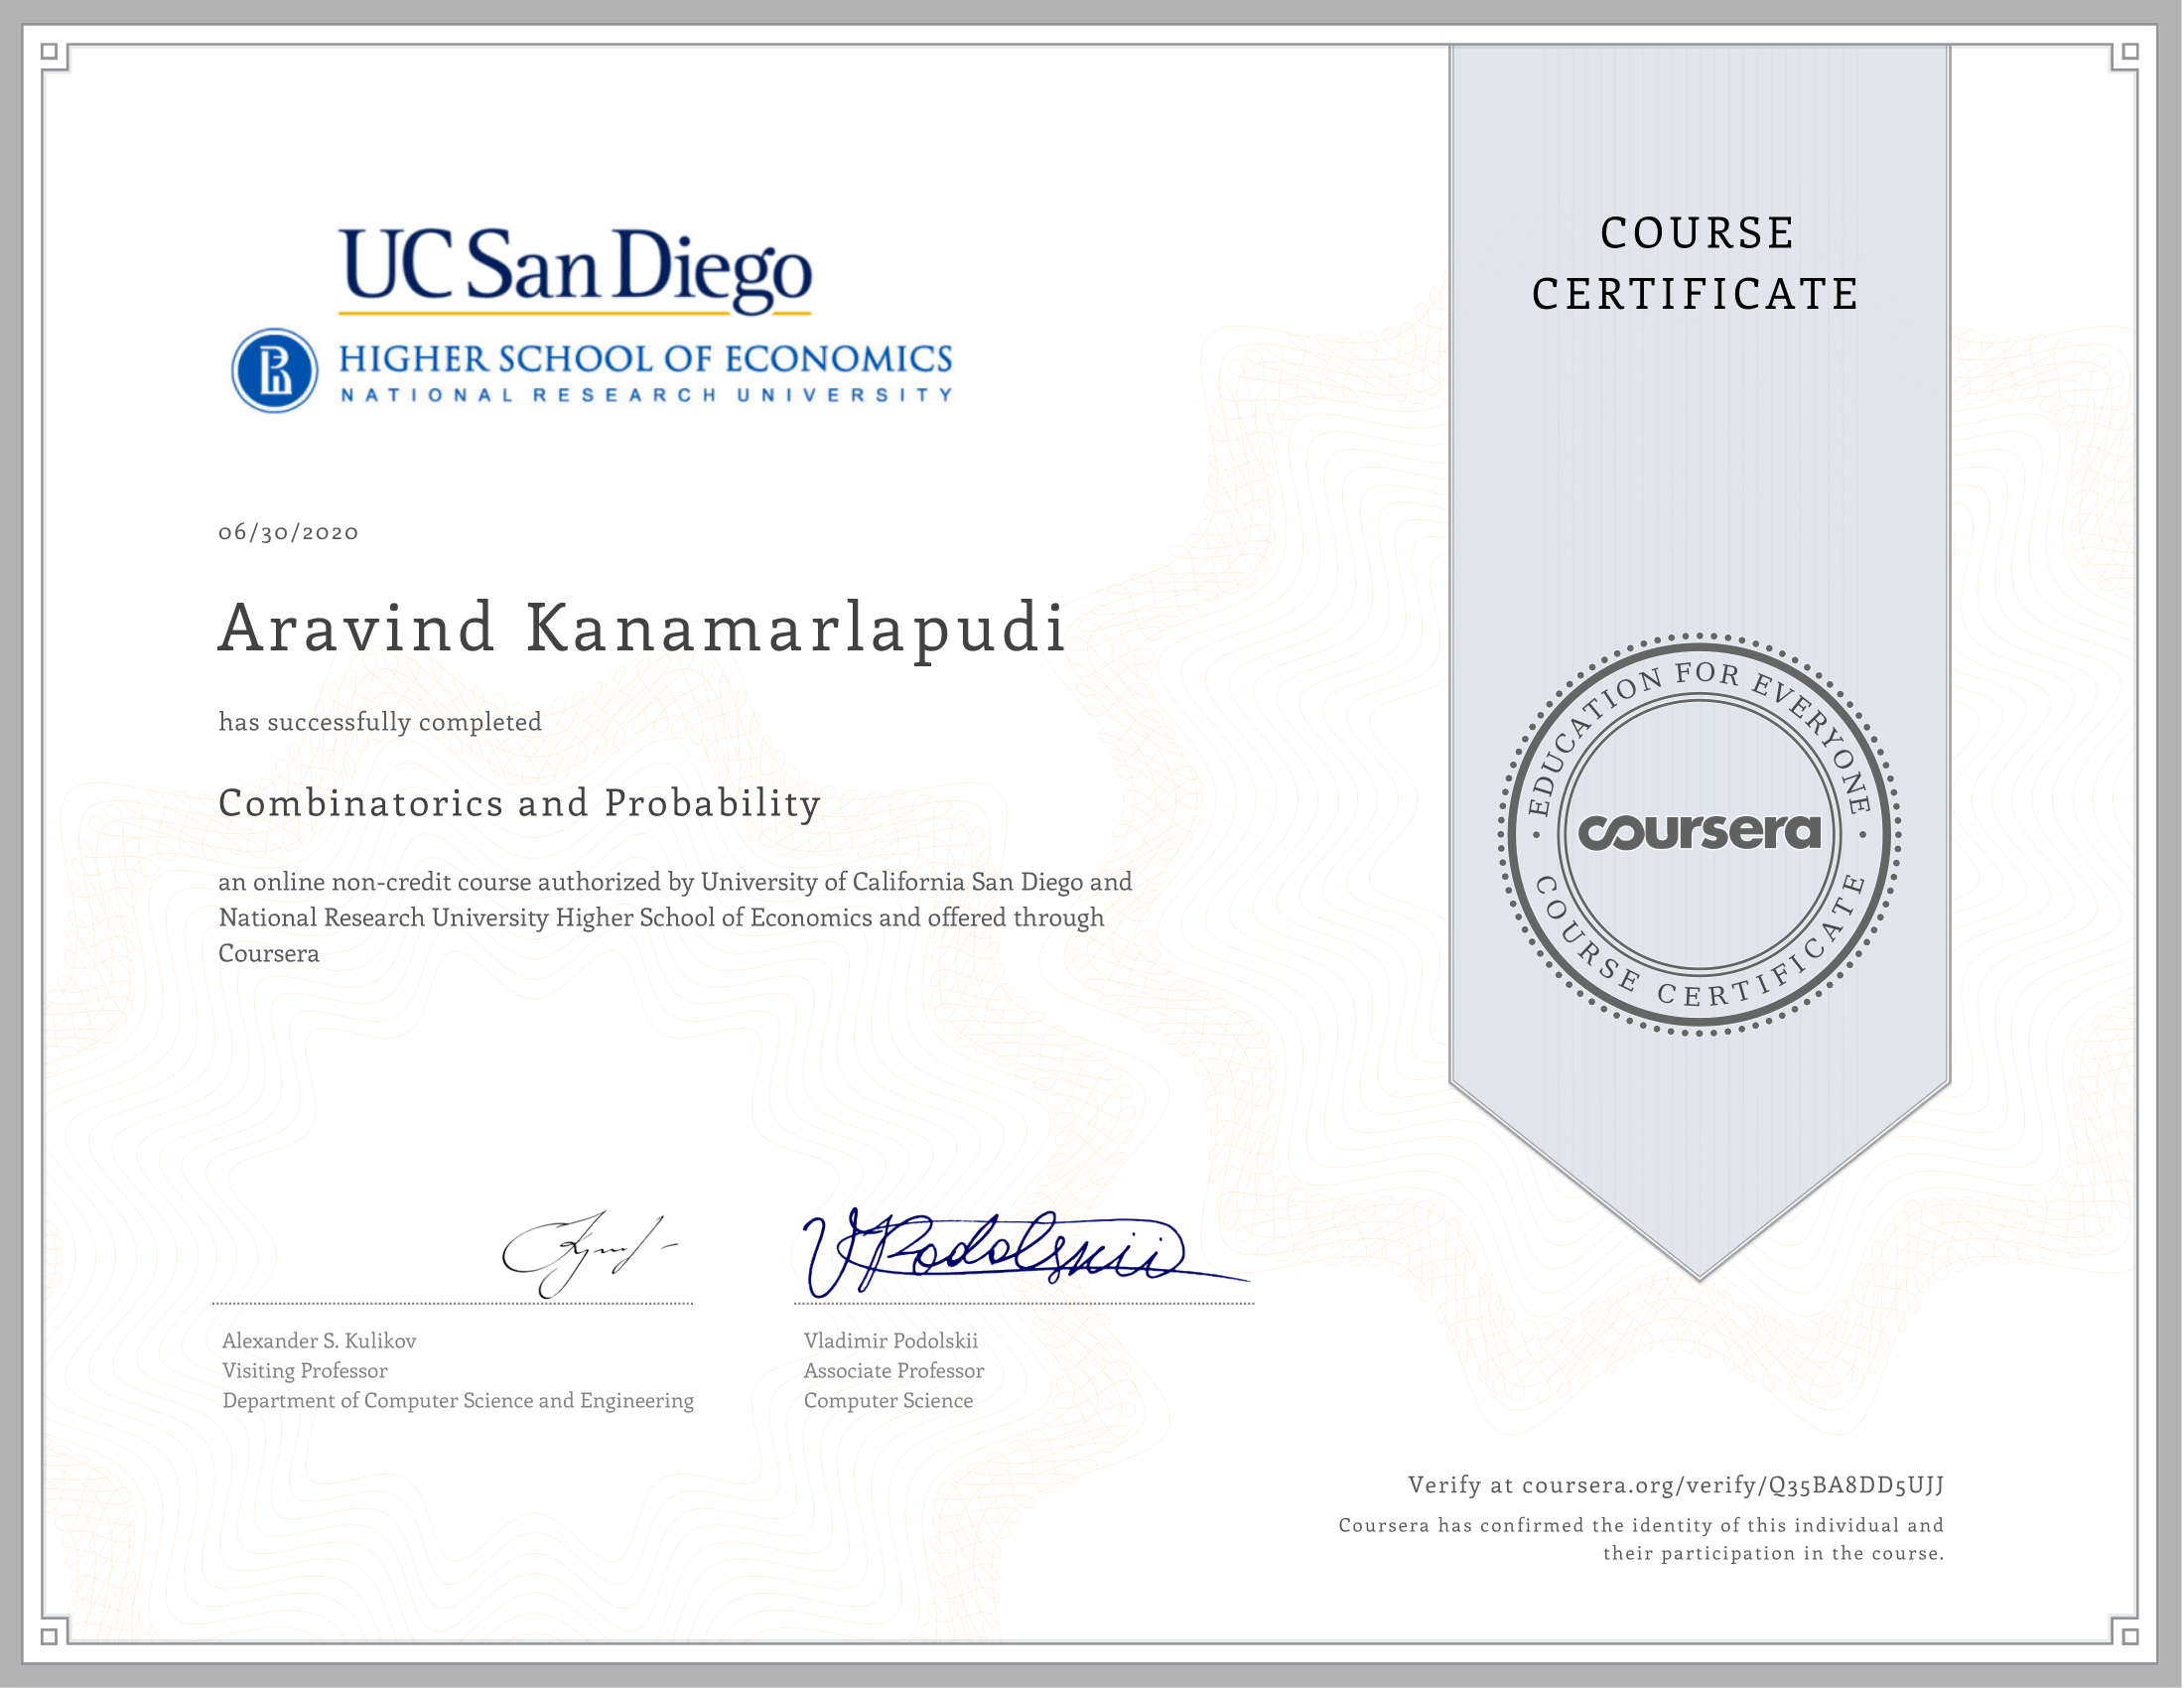 UC San Diego
HIGHER SCHOOL OF ECONOMICS
NATIONAL RESEARCH UNIVERSITY
COURSE
CERTIFICATE
06/30/2020
Aravind Kanamarlapudi
has successfully completed
Combinatorics and Probability
an online non-credit course authorized by University of California San Diego and
National Research University Higher School of Economics and offered through
Coursera
EDUCATION FOR EVERYONE
coursera
COURSE CERTIFICATE
V Podolskii
Alexander S. Kulikov
Visiting Professor
Department of Computer Science and Engineering
Vladimir Podolskii
Associate Professor
Computer Science
Verify at coursera.org/verify/Q35BA8DD5UJJ
Coursera has confirmed the identity of this individual and
their participation in the course.